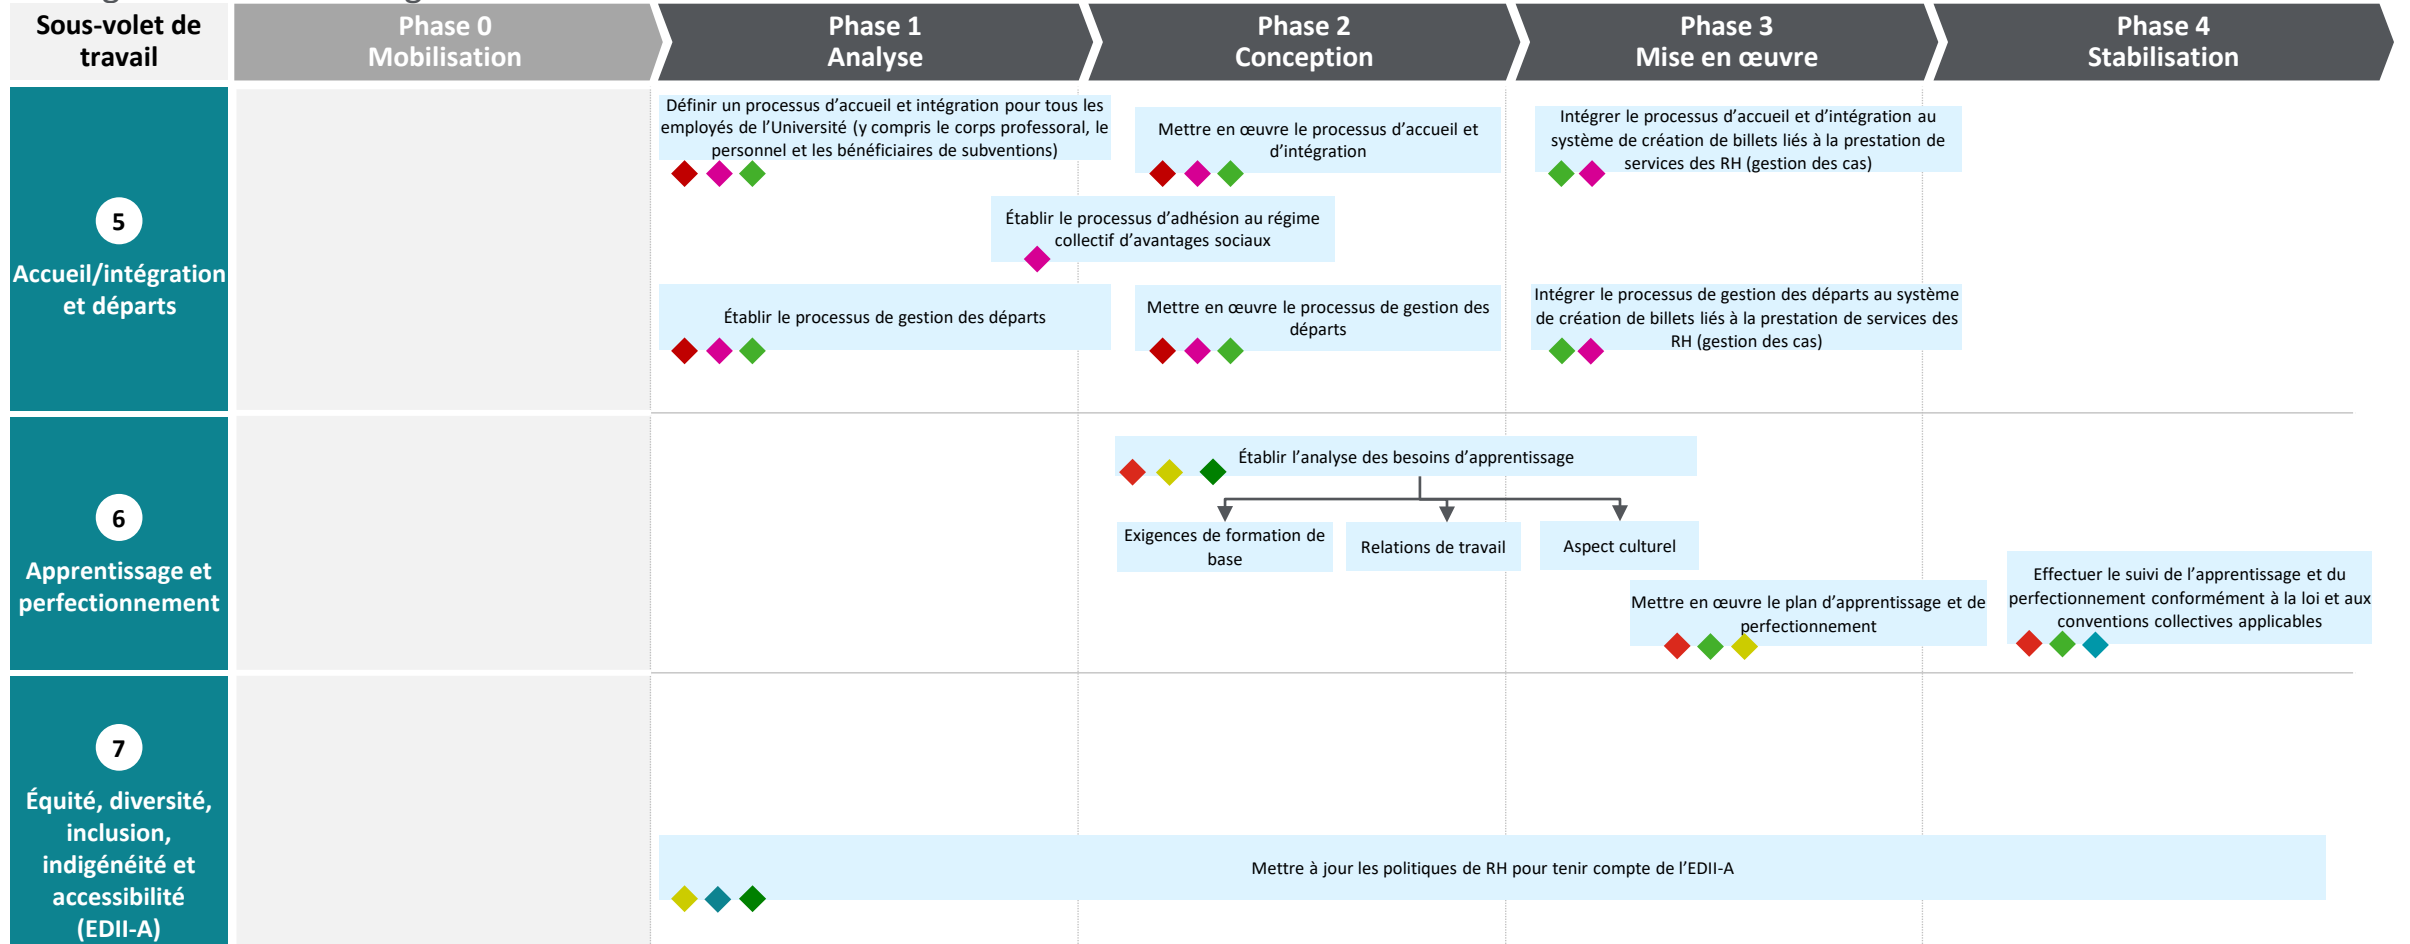 Sous-volet de
travail
Phase 0
Mobilisation
Phase 1
Analyse
Phase 2
Conception
Phase 3
Mise en œuvre
Phase 4
Stabilisation
5
Accueil/intégration
et départs
Définir un processus d’accueil et intégration pour tous les
employés de l’Université (y compris le corps professoral, le
personnel et les bénéficiaires de subventions)
Mettre en œuvre le processus d’accueil et
d’intégration
Intégrer le processus d’accueil et d’intégration au
système de création de billets liés à la prestation de
services des RH (gestion des cas)
Établir le processus d’adhésion au régime
collectif d’avantages sociaux
Établir le processus de gestion des départs
Mettre en œuvre le processus de gestion des
départs
Intégrer le processus de gestion des départs au système
de création de billets liés à la prestation de services des
RH (gestion des cas)
6
Apprentissage et
perfectionnement
Établir l’analyse des besoins d’apprentissage
Exigences de formation de
base
Relations de travail
Aspect culturel
Mettre en œuvre le plan d’apprentissage et de
perfectionnement
Effectuer le suivi de l’apprentissage et du
perfectionnement conformément à la loi et aux
conventions collectives applicables
7
Équité, diversité,
inclusion,
indigénéité et
accessibilité
(EDII-A)
Mettre à jour les politiques de RH pour tenir compte de l’EDII-A